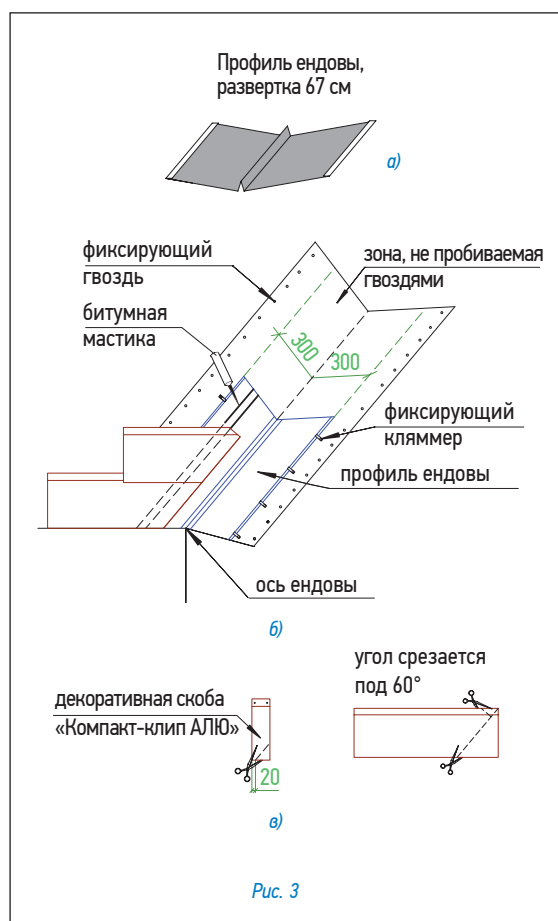 Профиль ендовы,
развертка 67 см
а)
фиксирующий
гвоздь
зона, не пробиваемая
гвоздями
битумная
мастика
300
300
фиксирующий
кляммер
профиль ендовы
ось ендовы
б)
угол срезается
под 60°
декоративная скоба
«Компакт-клип АЛЮ»
20
в)
Рис. 3